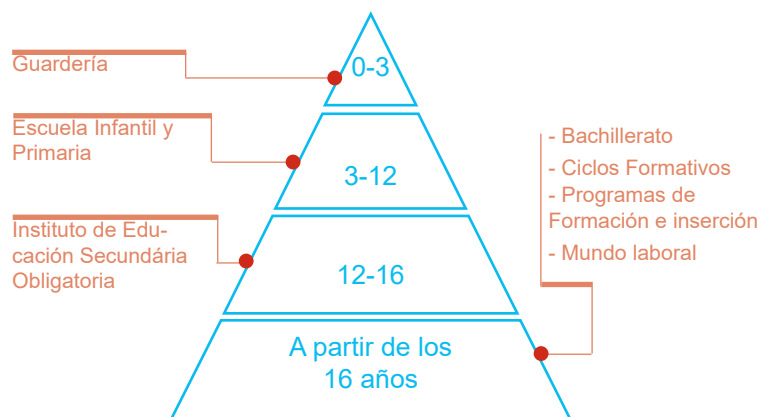 Guardería
0-3
Escuela Infantil y
Primaria
3-12
Instituto de Edu-
cación Secundária
Obligatoria
12-16
A partir de los
16 años
- Bachillerato
- Ciclos Formativos
- Programas de
Formación e inserción
- Mundo laboral